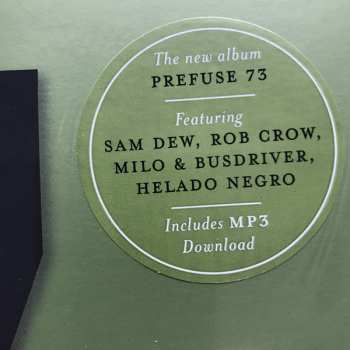 The new album
PREFUSE 73
Featuring
SAM DEW, ROB CROW,
MILO & BUSDRIVER,
HELADO NEGRO
Includes MP3
Download